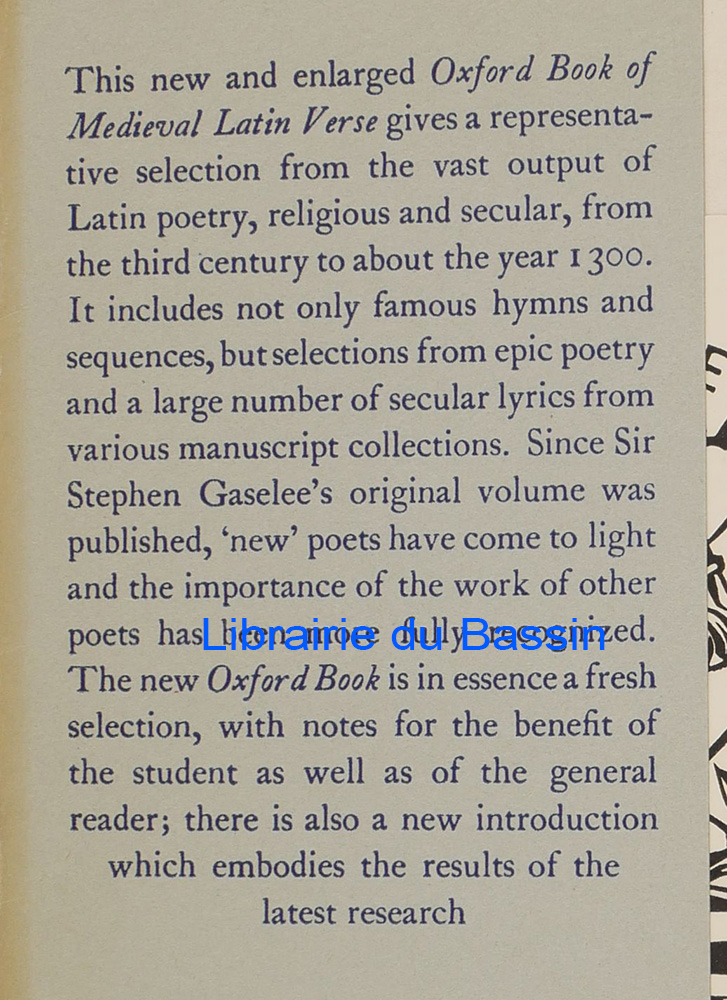 This new and enlarged Oxford Book of
Medieval Latin Verse gives a representa-
tive selection from the vast output of
Latin poetry, religious and secular, from
the third century to about the year 1300.
It includes not only famous hymns and
sequences, but selections from epic poetry
and a large number of secular lyrics from
various manuscript collections. Since Sir
Stephen Gaselee's original volume was
published, 'new' poets have come to light
and the importance of the work of other
poets has been more fully recognized.
Librairie du Bassin
The new Oxford Book is in essence a fresh
selection, with notes for the benefit of
the student as well as of the general
reader; there is also a new introduction
which embodies the results of the
latest research